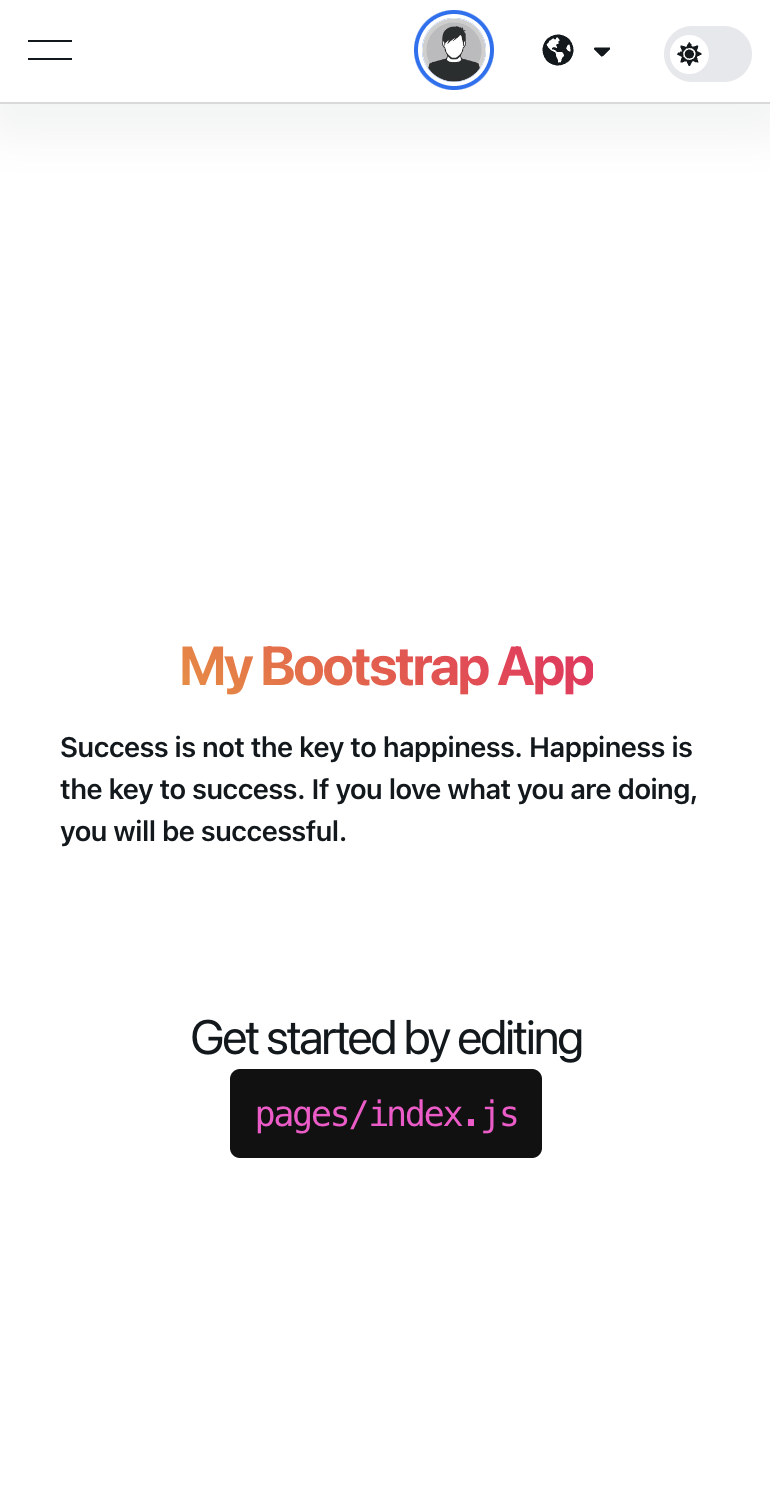 My Bootstrap App
Success is not the key to happiness. Happiness is
the key to success. If you love what you are doing,
you will be successful.
Get started by editing
pages/index.js